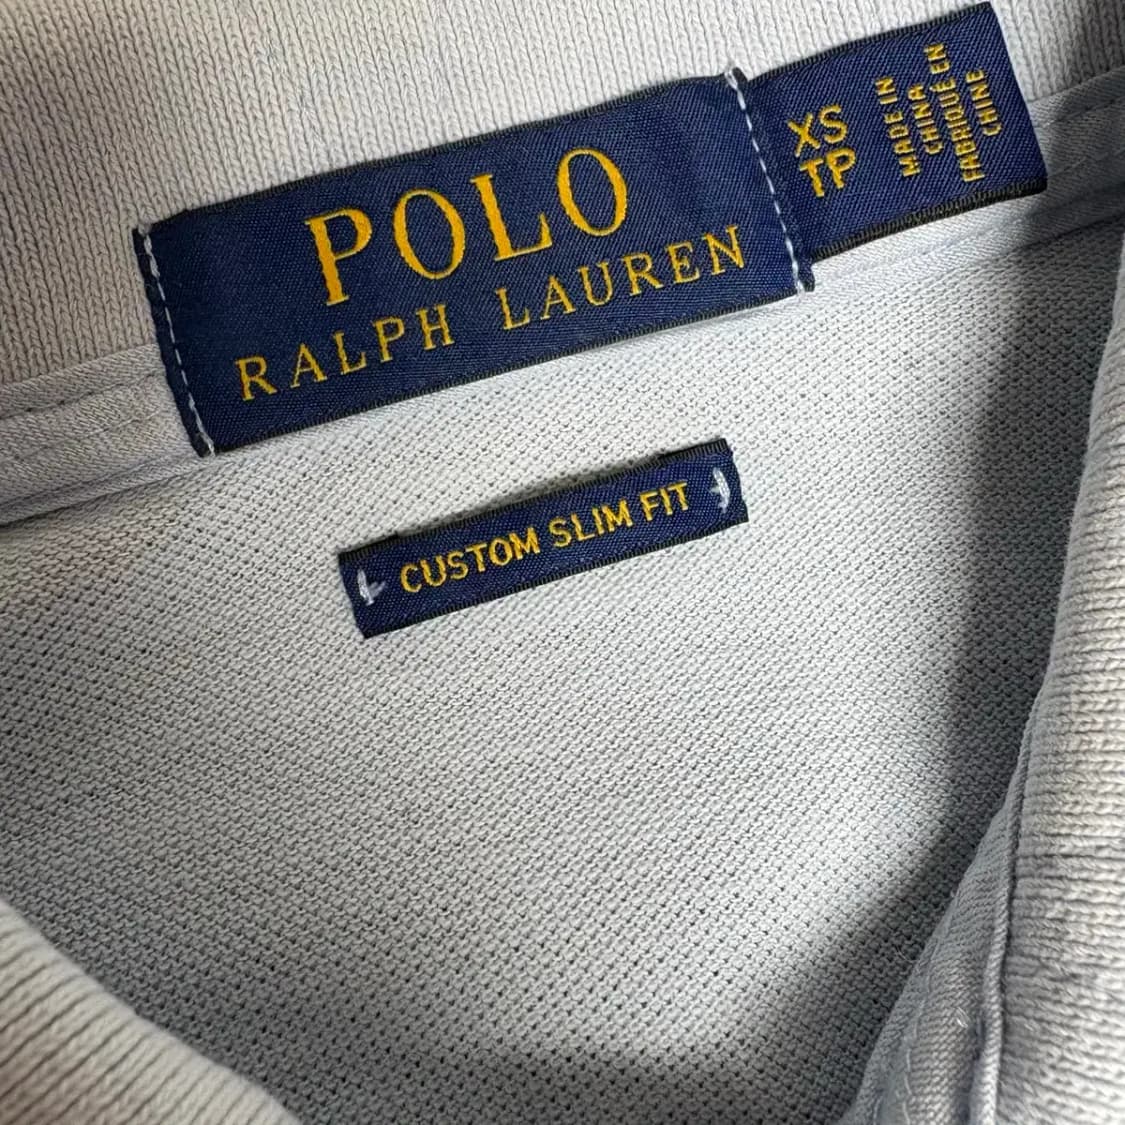 POLO
RALPH LAUREN
XS
TP
MADE IN
CHINA
FABRIQUÉ EN
CHINE
CUSTOM SLIM FIT